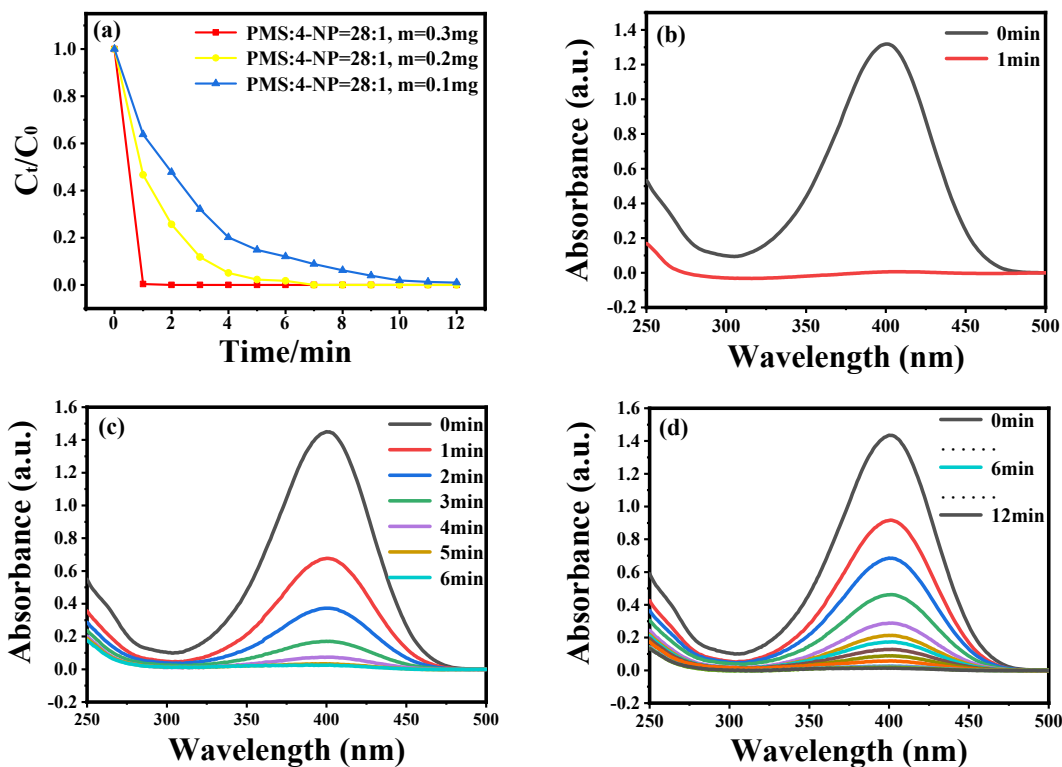 (a)
PMS:4-NP=28:1, m=0.3mg
PMS:4-NP=28:1, m=0.2mg
PMS:4-NP=28:1, m=0.1mg
Cₜ/C₀
1.0
0.8
0.6
0.4
0.2
0.0
0 2 4 6 8 10 12
Time/min
(b)
0min
1min
Absorbance (a.u.)
1.4
1.2
1.0
0.8
0.6
0.4
0.2
0.0
-0.2
250 300 350 400 450 500
Wavelength (nm)
(c)
0min
1min
2min
3min
4min
5min
6min
Absorbance (a.u.)
1.6
1.4
1.2
1.0
0.8
0.6
0.4
0.2
0.0
-0.2
250 300 350 400 450 500
Wavelength (nm)
(d)
0min
......
6min
......
12min
Absorbance (a.u.)
1.6
1.4
1.2
1.0
0.8
0.6
0.4
0.2
0.0
-0.2
250 300 350 400 450 500
Wavelength (nm)